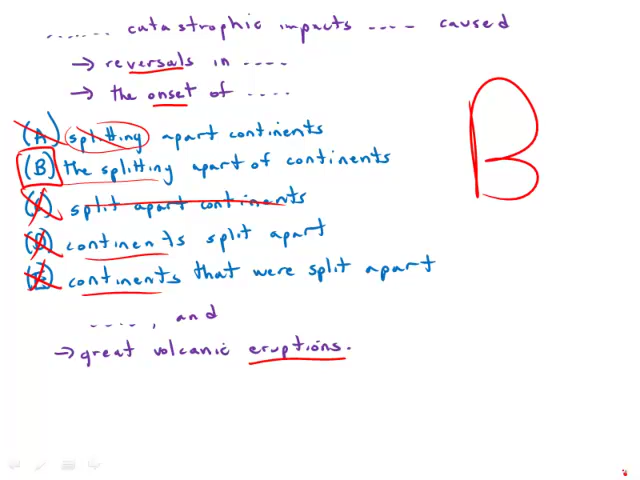 ....... catastrophic impacts .... caused
→ reversals in ....
→ the onset of ....
(A) splitting apart continents
(B) the splitting apart of continents
(C) split apart continents
(D) continents split apart
(E) continents that were split apart
....., and
→ great volcanic eruptions.
B